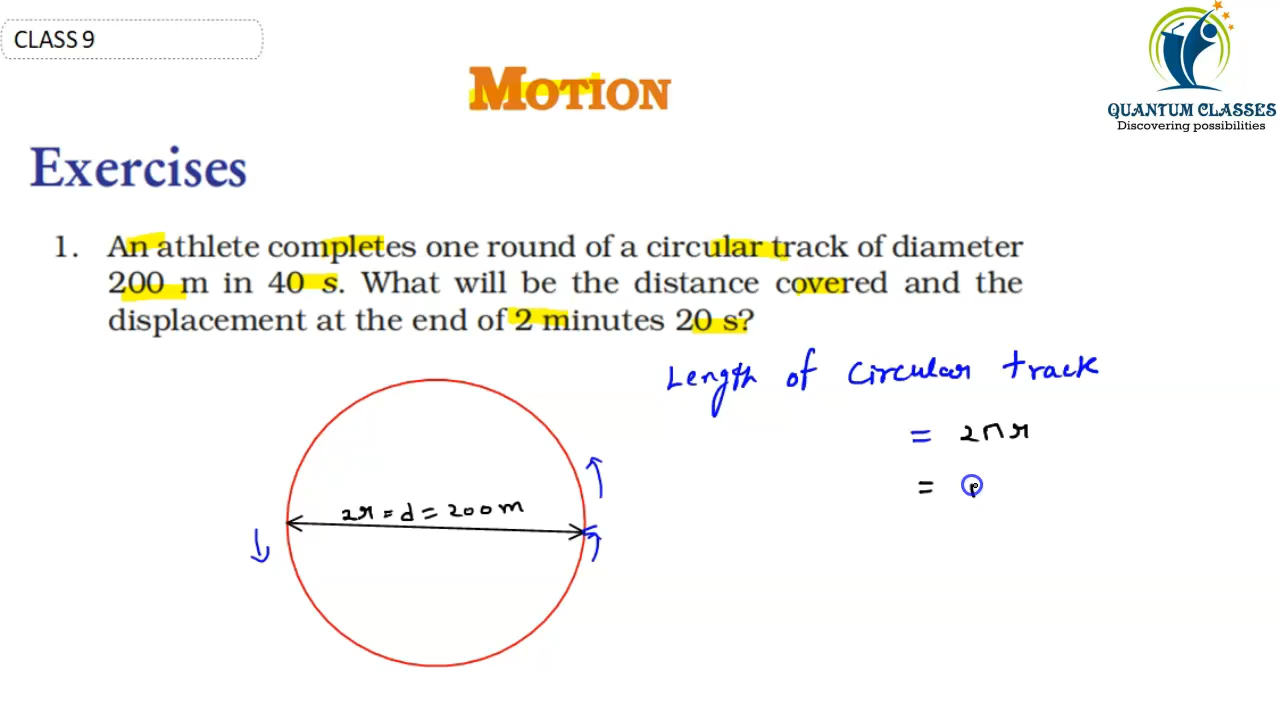 CLASS 9
QUANTUM CLASSES
Discovering possibilities
MOTION
Exercises
1. An athlete completes one round of a circular track of diameter
200 m in 40 s. What will be the distance covered and the
displacement at the end of 2 minutes 20 s?
Length of circular track
= 2πr
=
2r = d = 200m